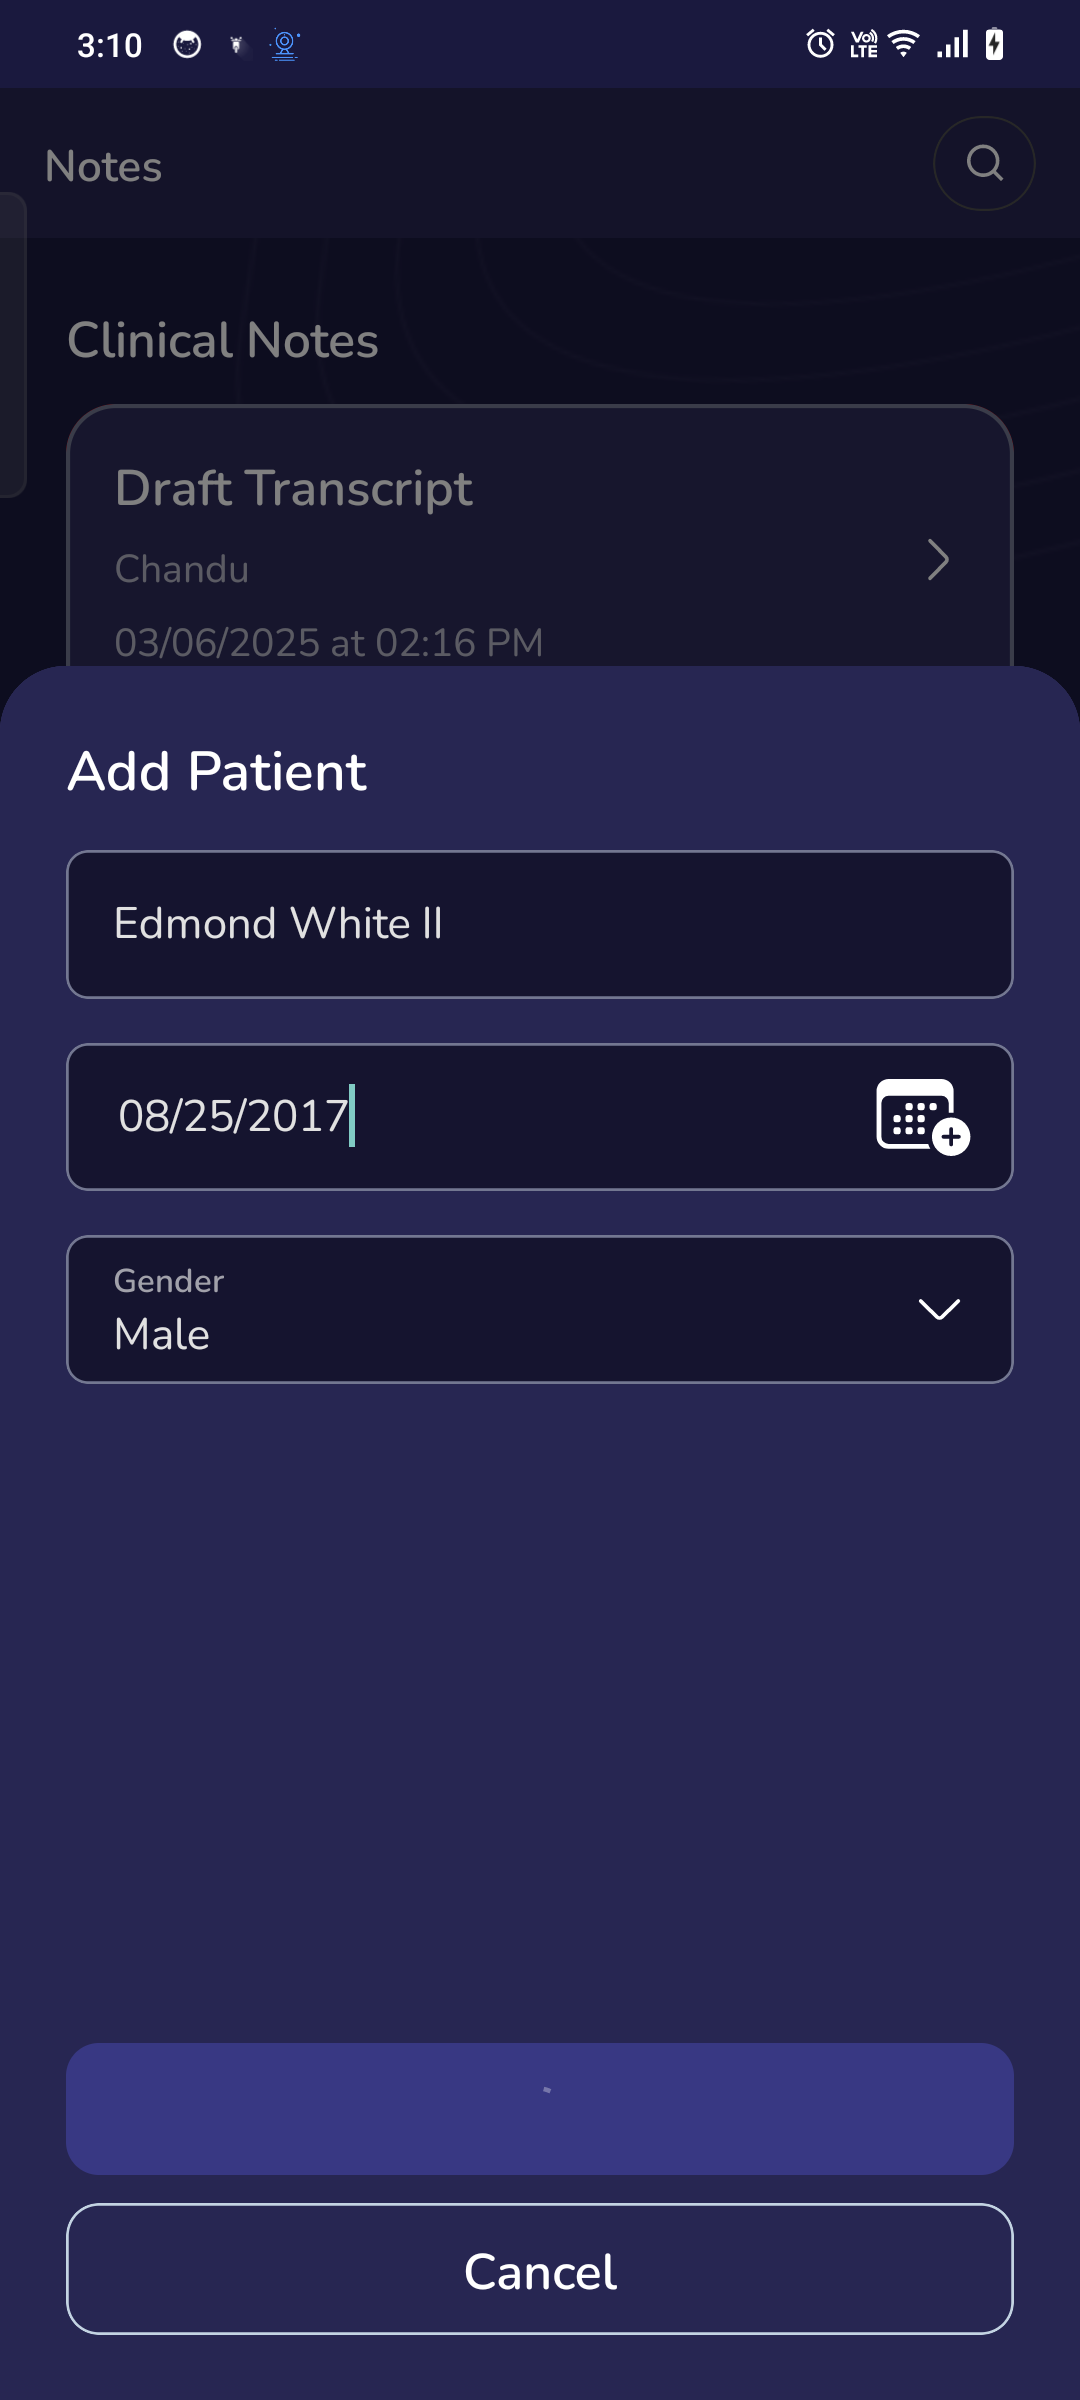 3:10
Vo) LTE
Notes
Clinical Notes
Draft Transcript
Chandu
03/06/2025 at 02:16 PM
Add Patient
Edmond White II
08/25/2017
Gender
Male
Cancel